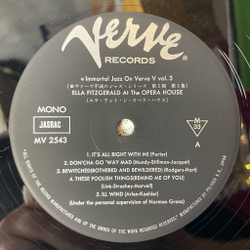 Verve
RECORDS
● Immortal Jazz On Verve V vol. 3
ELLA FITZGERALD At The OPERA HOUSE
MONO
JASRAC
MV 2543
M
33
A
1. IT'S ALL RIGHT WITH ME (Porter)
2. DON'CHA GO 'WAY MAD (Mundy-Stillman-Jacquet)
3. BEWITCHED(BOTHERED AND BEWILDERED)(Rodgers-Hart)
4. THESE FOOLISH THINGS(REMIND ME OF YOU)
(Link-Strachey-Marvell)
5. ILL WIND (Arlen-Koehler)
(Under the personal supervision of Norman Granz)